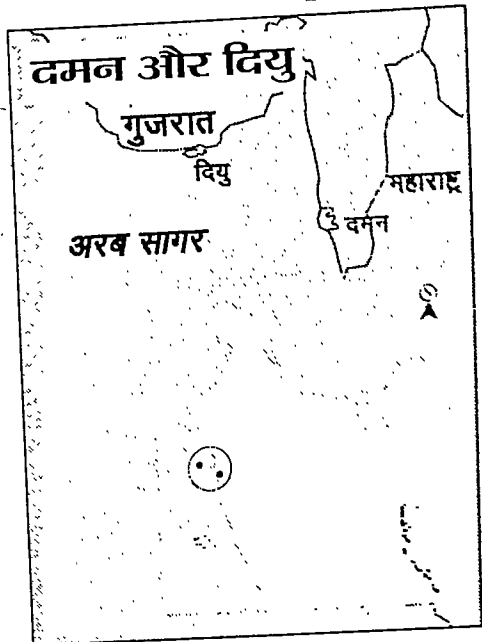 दमन और दियु
गुजरात
दियु
महाराष्ट्र
दमन
अरब सागर